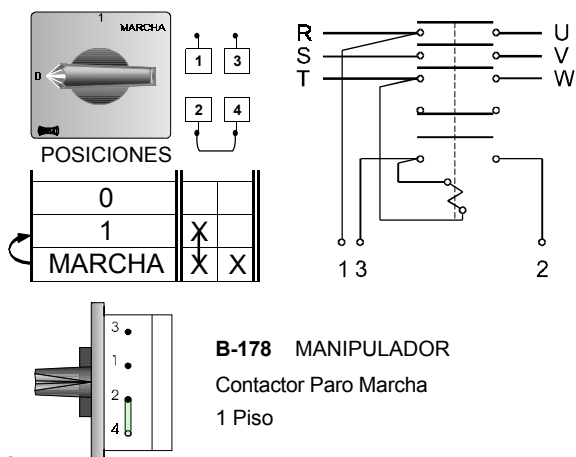 1
MARCHA
D
1 3
2 4
POSICIONES
0
1 X
MARCHA X X
R U
S V
T W
1 3 2
3
1
2
4
B-178 MANIPULADOR
Contactor Paro Marcha
1 Piso